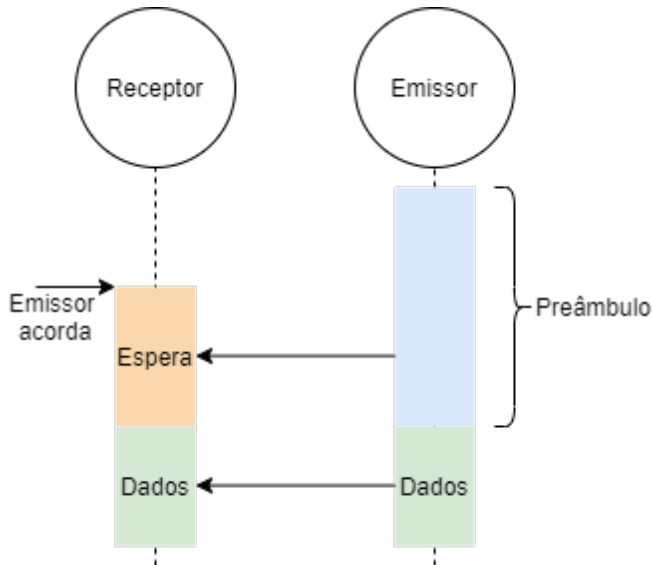 Receptor
Emissor
Emissor
acorda
Preâmbulo
Espera
Dados
Dados